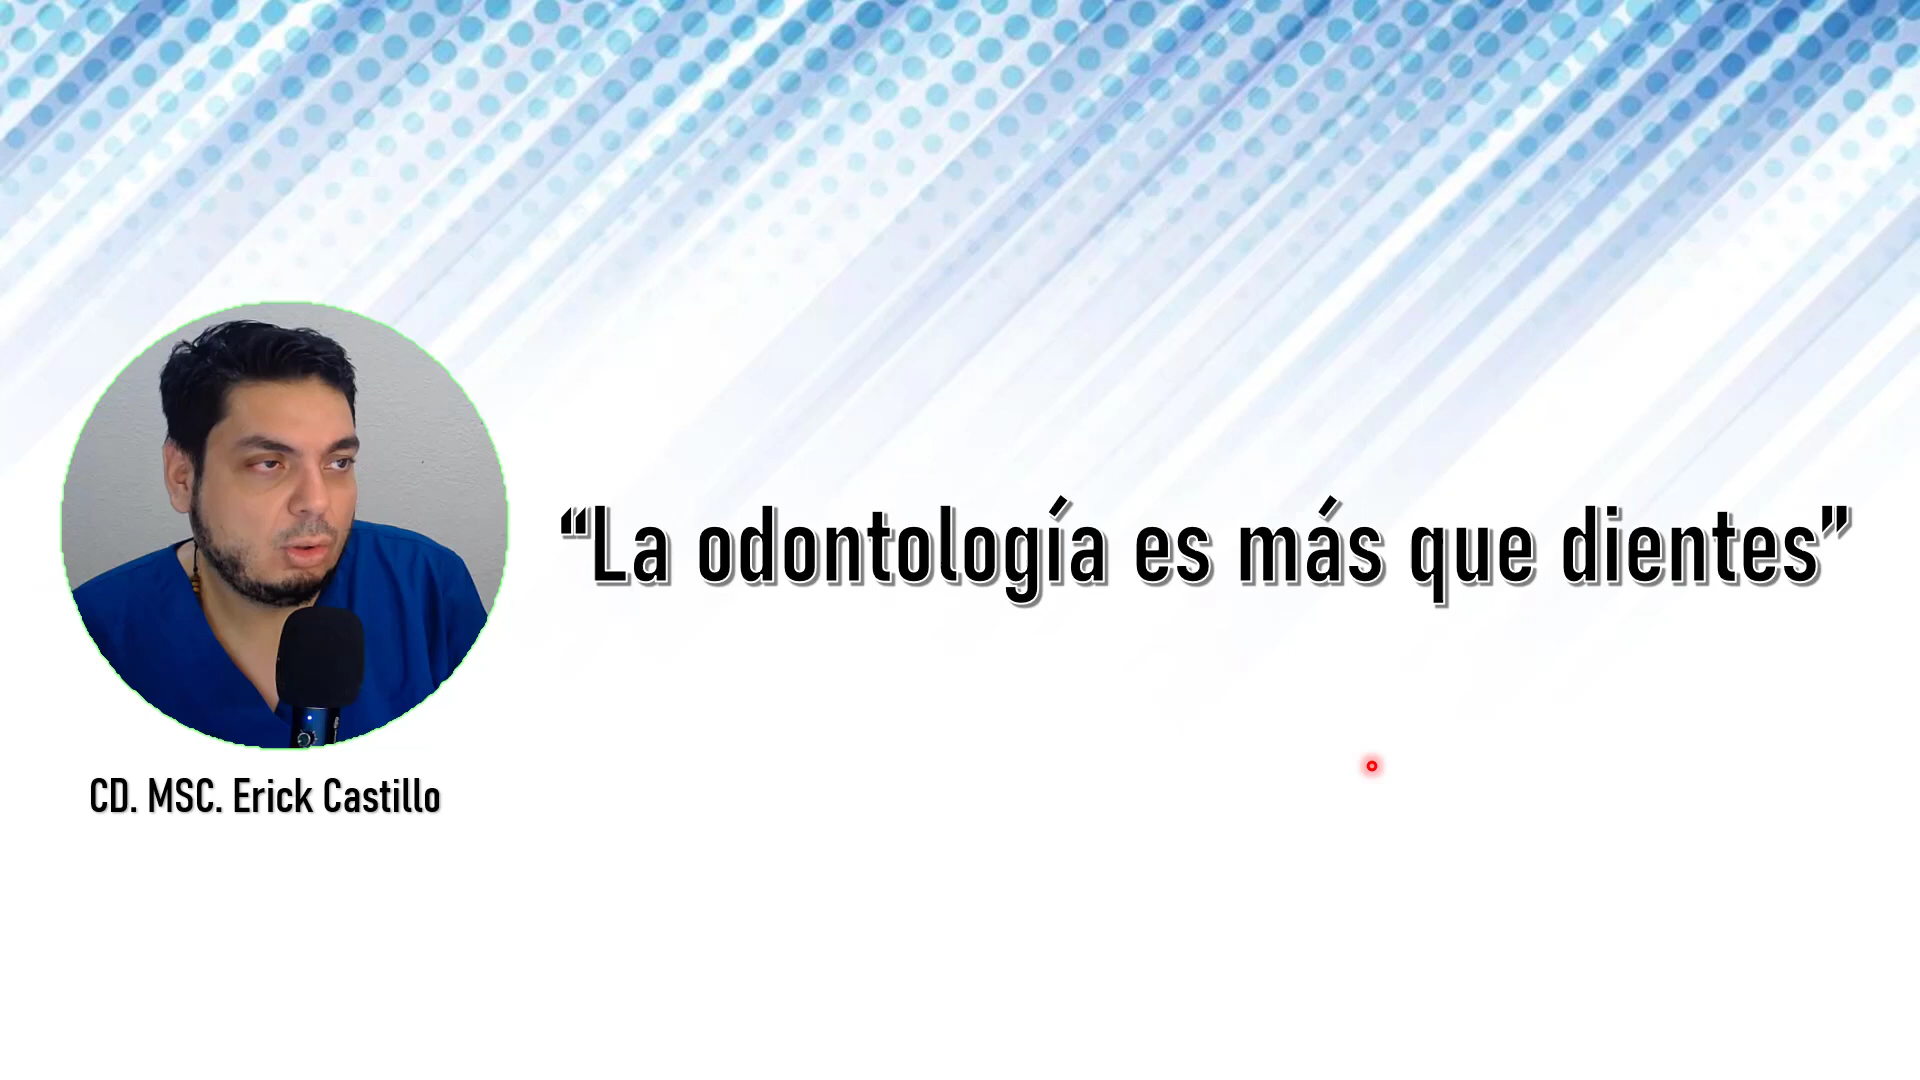 “La odontología es más que dientes”
CD. MSC. Erick Castillo